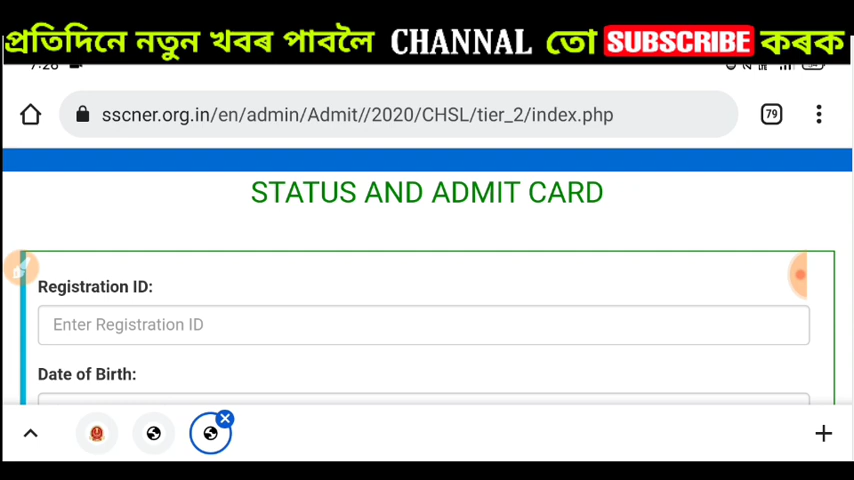 প্ৰতিদিনে নতুন খবৰ পাবলৈ CHANNAL তো SUBSCRIBE কৰক
sscner.org.in/en/admin/Admit//2020/CHSL/tier_2/index.php
79
STATUS AND ADMIT CARD
Registration ID:
Enter Registration ID
Date of Birth: